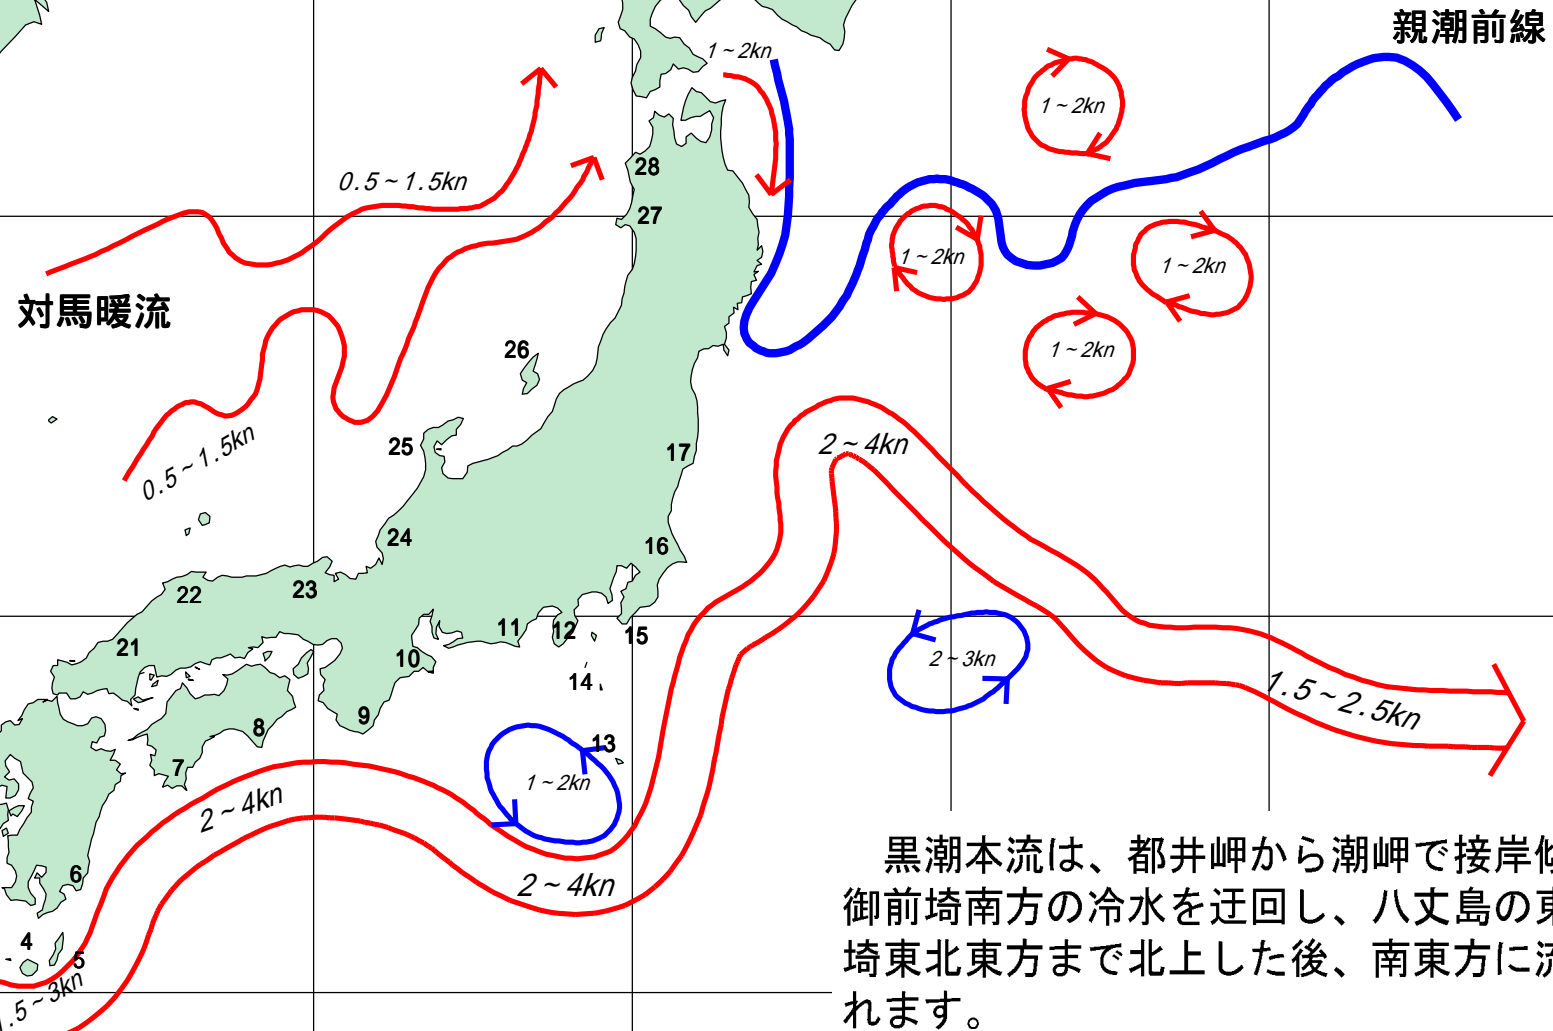 親潮前線
1~2kn
1~2kn
28
0.5~1.5kn
27
1~2kn
1~2kn
対馬暖流
26
1~2kn
25
0.5~1.5kn
2~4kn
17
24
16
22
23
21
11
12
15
10
2~3kn
14
9
8
1.5~2.5kn
13
7
1~2kn
2~4kn
6
2~4kn
4
5
.5~3kn
黒潮本流は、都井岬から潮岬で接岸
御前埼南方の冷水を迂回し、八丈島の東
埼東北東方まで北上した後、南東方に流
れます。